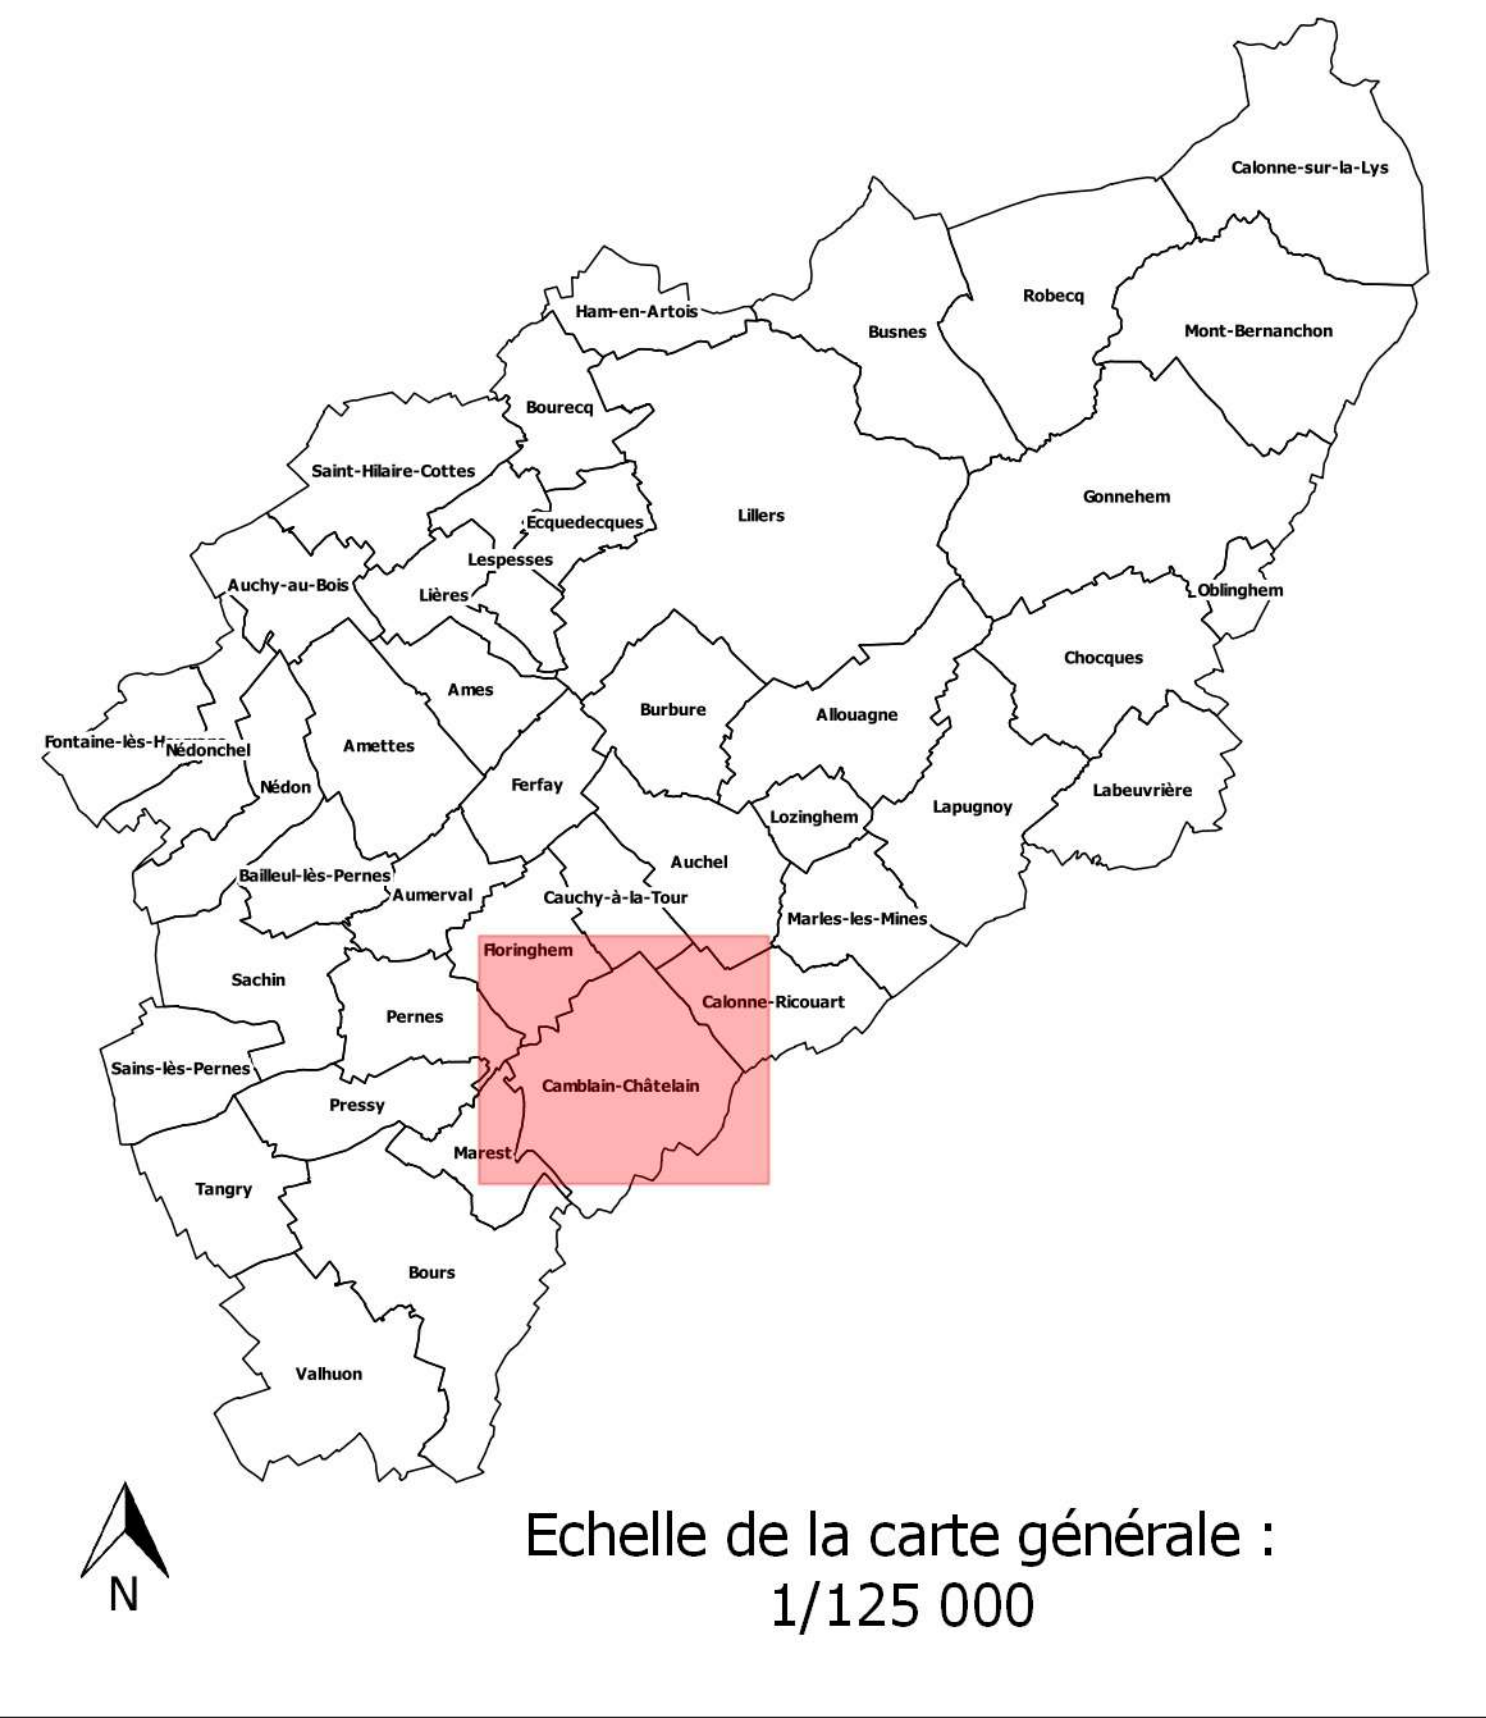 Calonne-sur-la-Lys
Robecq
Ham-en-Artois
Busnes
Mont-Bernanchon
Bourecq
Saint-Hilaire-Cottes
Gonnehem
Lillers
Ecquedecques
Lespesses
Auchy-au-Bois
Lières
Oblinghem
Chocques
Ames
Burbure
Allouagne
Fontaine-lès-H
Nédonchel
Amettes
Nédon
Ferfay
Labeuvrière
Lapugnoy
Lozinghem
Auchel
Bailleul-lès-Pernes
Aumerval
Cauchy-à-la-Tour
Marles-les-Mines
Floringhem
Sachin
Calonne-Ricouart
Pernes
Sains-lès-Pernes
Camblain-Châtelain
Pressy
Marest
Tangry
Bours
Valhuon
N
Echelle de la carte générale :
1/125 000